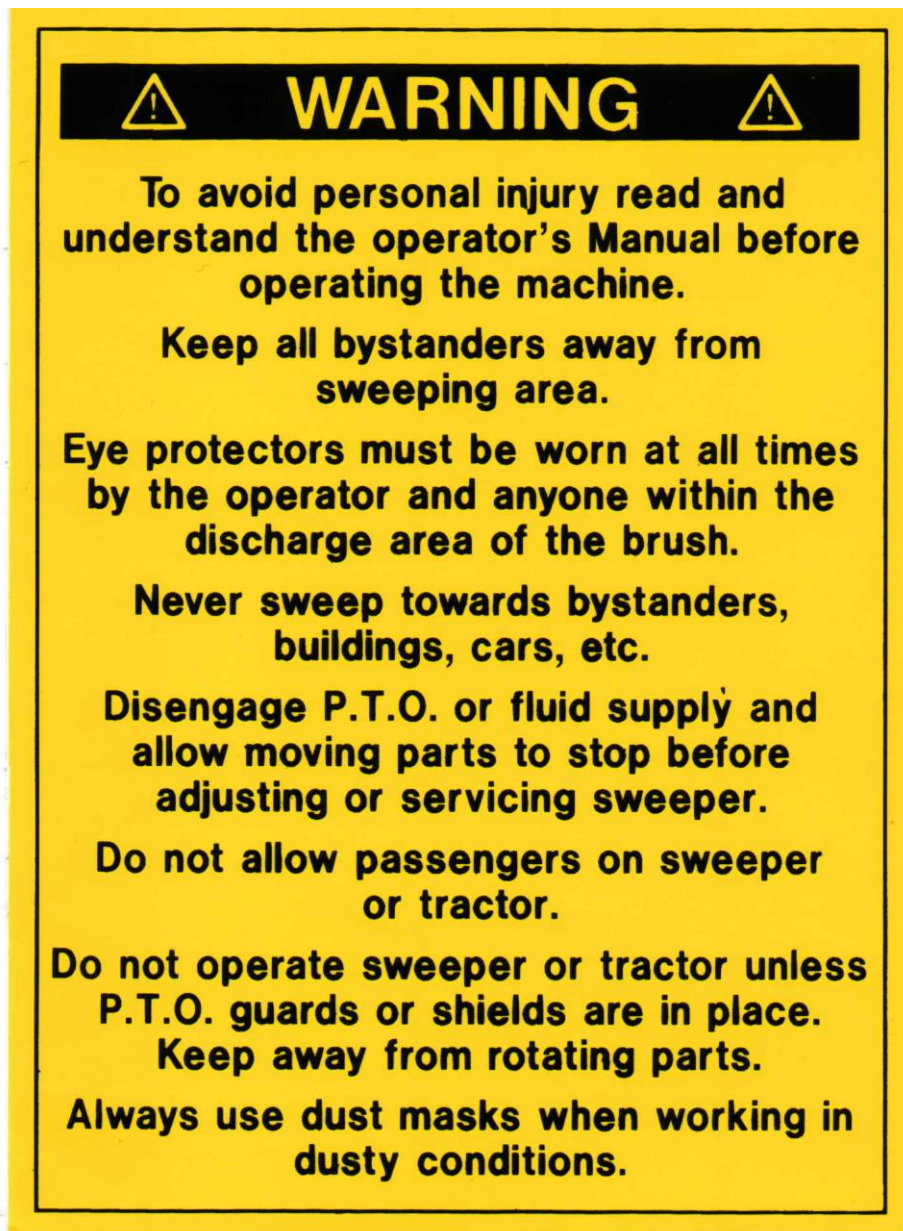 WARNING
To avoid personal injury read and
understand the operator's Manual before
operating the machine.
Keep all bystanders away from
sweeping area.
Eye protectors must be worn at all times
by the operator and anyone within the
discharge area of the brush.
Never sweep towards bystanders,
buildings, cars, etc.
Disengage P.T.O. or fluid supply and
allow moving parts to stop before
adjusting or servicing sweeper.
Do not allow passengers on sweeper
or tractor.
Do not operate sweeper or tractor unless
P.T.O. guards or shields are in place.
Keep away from rotating parts.
Always use dust masks when working in
dusty conditions.